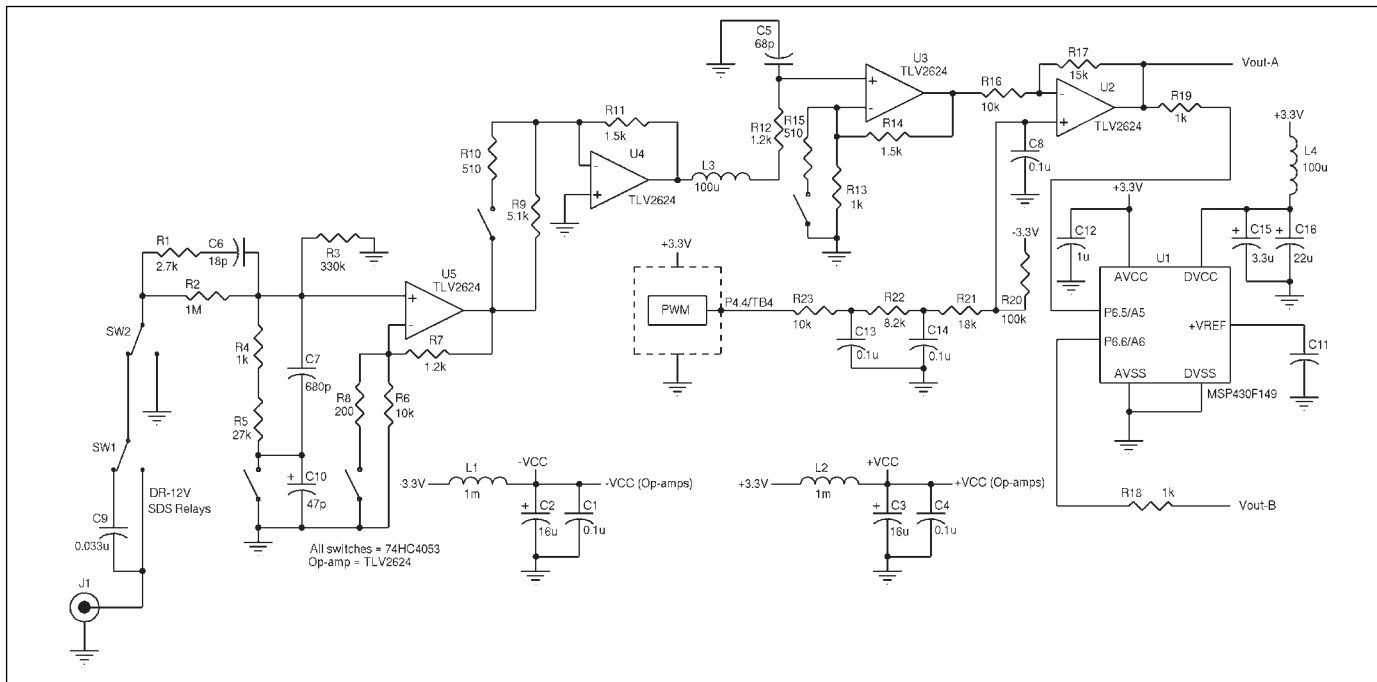 C5
68p
U3
TLV2624
R17
15k
Vout-A
R16
10k
U2
TLV2624
R19
1k
+
-
-
+
R11
1.5k
R12
1.2k
R15
510
R14
1.5k
+3.3V
L4
100u
R10
510
U4
TLV2624
-
+
L3
100u
C8
0.1u
R13
1k
+3.3V
R9
5.1k
-3.3V
C12
1u
+
C15
3.3u
+
C16
22u
R1
2.7k
C6
18p
R3
330k
+3.3V
U1
AVCC
DVCC
R2
1M
U5
TLV2624
+
-
PWM
P4.4/TB4
R23
10k
R22
8.2k
R21
18k
R20
100k
P6.5/A5
+VREF
P6.6/A6
AVSS
DVSS
MSP430F149
C11
SW2
R4
1k
C7
680p
R7
1.2k
C13
0.1u
C14
0.1u
R5
27k
R8
200
R6
10k
SW1
+
C10
47p
-3.3V
L1
1m
-VCC
-VCC (Op-amps)
+3.3V
L2
1m
+VCC
+VCC (Op-amps)
DR-12V
SDS Relays
C9
0.033u
+
C2
16u
C1
0.1u
+
C3
16u
C4
0.1u
R18
1k
Vout-B
All switches = 74HC4053
Op-amp = TLV2624
J1